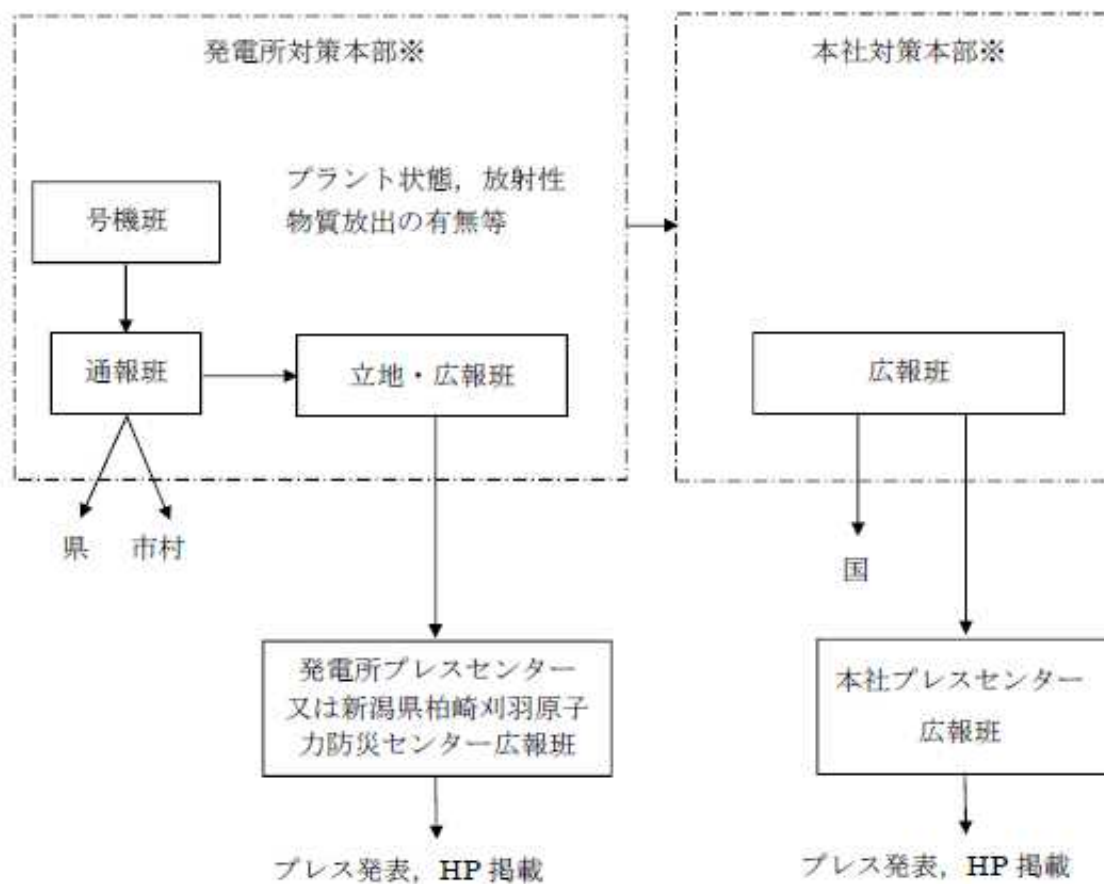 発電所対策本部※
本社対策本部※
プラント状態，放射性
物質放出の有無等
号機班
通報班
立地・広報班
広報班
県
市村
国
発電所プレスセンター
又は新潟県柏崎刈羽原子
力防災センター広報班
本社プレスセンター
広報班
プレス発表，HP 掲載
プレス発表，HP 掲載